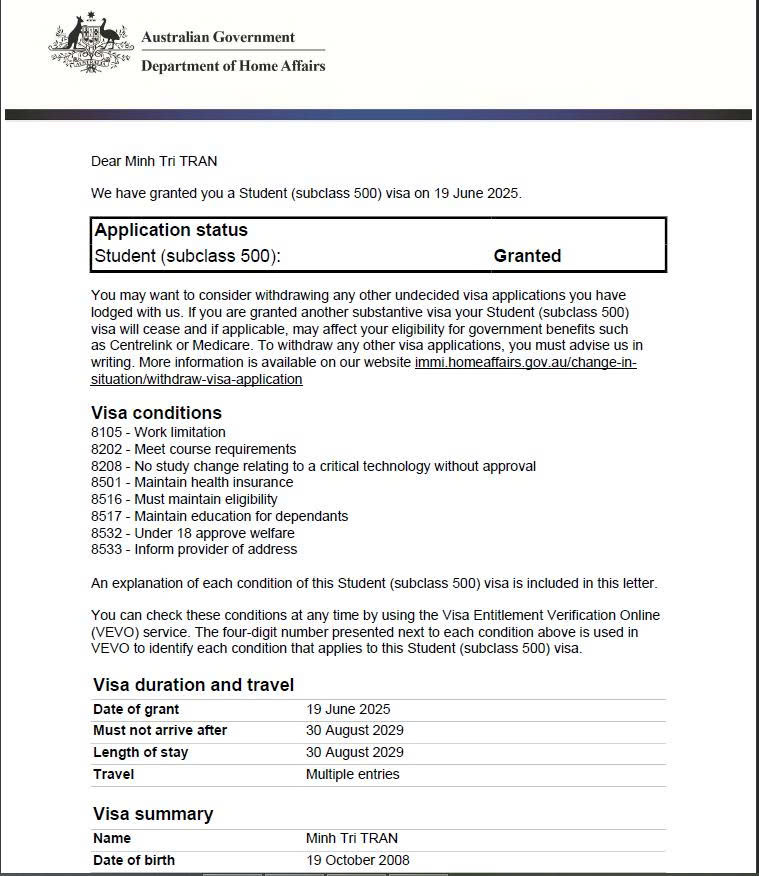 Australian Government
Department of Home Affairs
Dear Minh Tri TRAN
We have granted you a Student (subclass 500) visa on 19 June 2025.
Application status
Student (subclass 500): Granted
You may want to consider withdrawing any other undecided visa applications you have
lodged with us. If you are granted another substantive visa your Student (subclass 500)
visa will cease and if applicable, may affect your eligibility for government benefits such
as Centrelink or Medicare. To withdraw any other visa applications, you must advise us in
writing. More information is available on our website immi.homeaffairs.gov.au/change-in-
situation/withdraw-visa-application
Visa conditions
8105 - Work limitation
8202 - Meet course requirements
8208 - No study change relating to a critical technology without approval
8501 - Maintain health insurance
8516 - Must maintain eligibility
8517 - Maintain education for dependants
8532 - Under 18 approve welfare
8533 - Inform provider of address
An explanation of each condition of this Student (subclass 500) visa is included in this letter.
You can check these conditions at any time by using the Visa Entitlement Verification Online
(VEVO) service. The four-digit number presented next to each condition above is used in
VEVO to identify each condition that applies to this Student (subclass 500) visa.
Visa duration and travel
Date of grant 19 June 2025
Must not arrive after 30 August 2029
Length of stay 30 August 2029
Travel Multiple entries
Visa summary
Name Minh Tri TRAN
Date of birth 19 October 2008